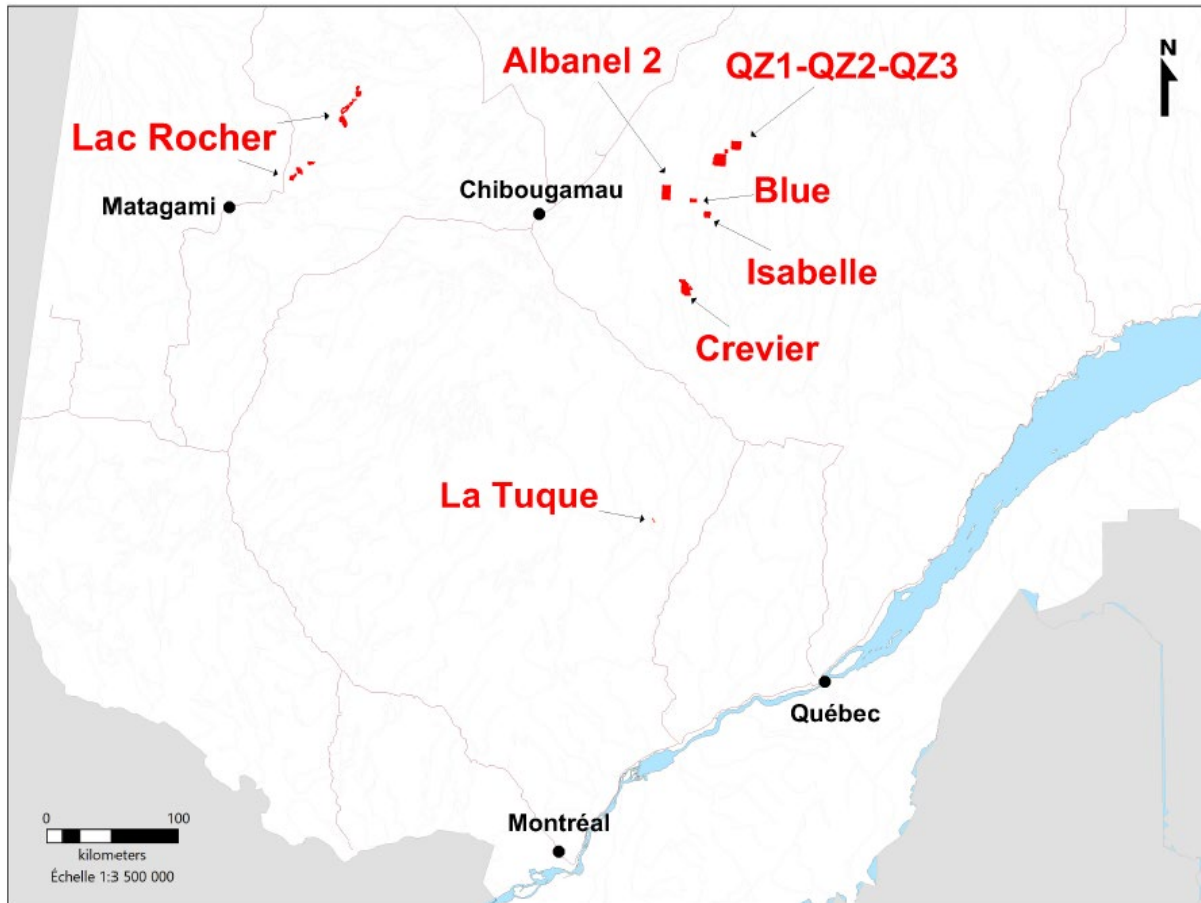 Albanel 2
QZ1-QZ2-QZ3
N
Lac Rocher
Matagami
Chibougamau
Blue
Isabelle
Crevier
La Tuque
Québec
Montréal
0 100
kilometers
Échelle 1:3 500 000